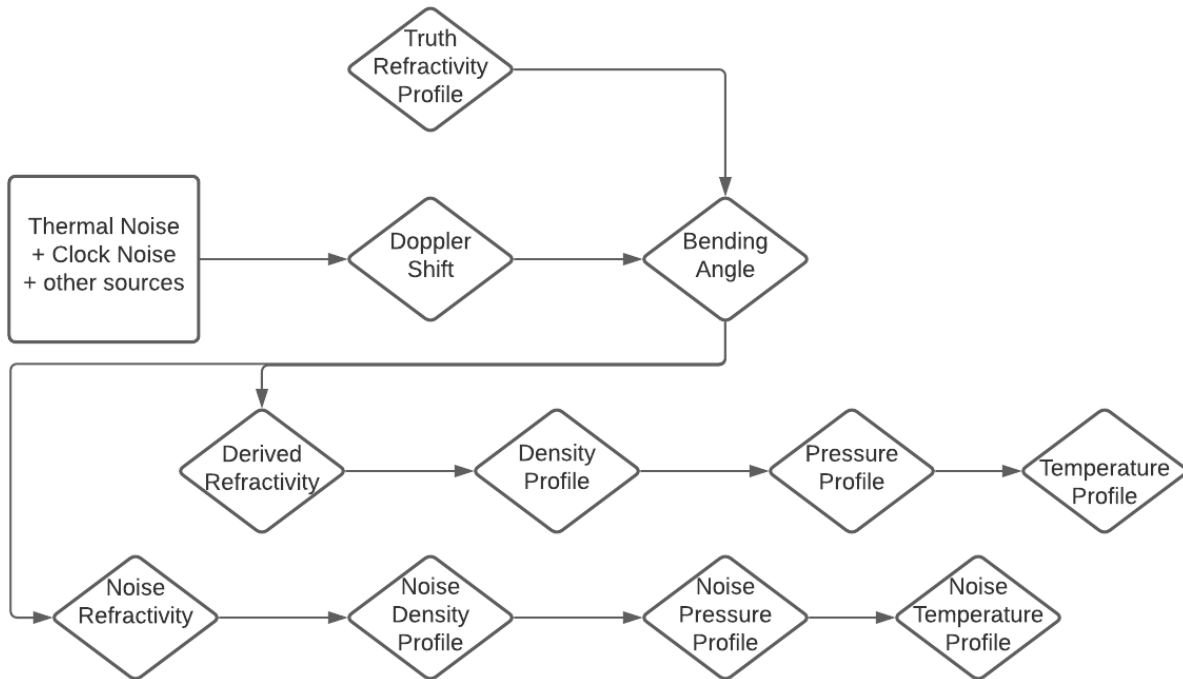 Truth
Refractivity
Profile
Thermal Noise
+ Clock Noise
+ other sources
Doppler
Shift
Bending
Angle
Derived
Refractivity
Density
Profile
Pressure
Profile
Temperature
Profile
Noise
Refractivity
Noise
Density
Profile
Noise
Pressure
Profile
Noise
Temperature
Profile